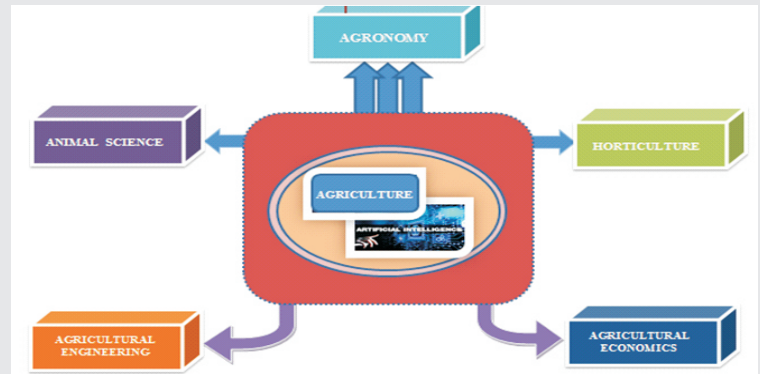 AGRONOMY
ANIMAL SCIENCE
HORTICULTURE
AGRICULTURE
ARTIFICIAL INTELLIGENCE
AGRICULTURAL
ENGINEERING
AGRICULTURAL
ECONOMICS